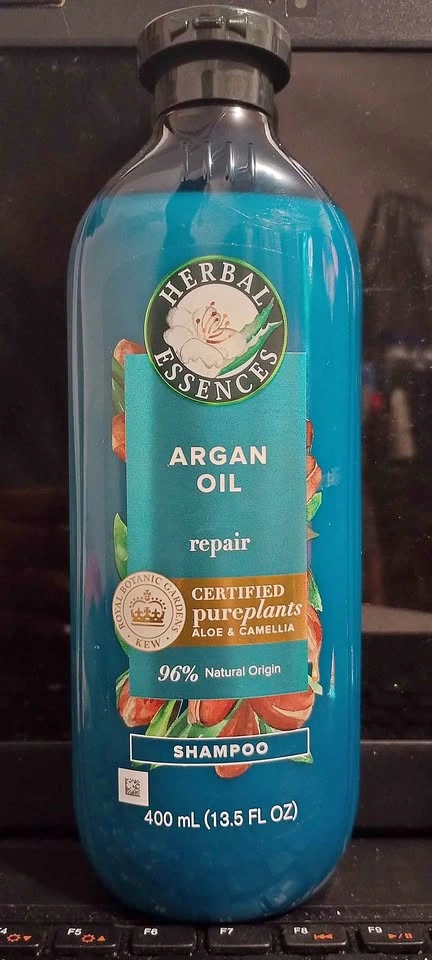 HERBAL
ESSENCES
ARGAN
OIL
repair
ROYAL BOTANIC GARDENS
KEW
CERTIFIED
pureplants
ALOE & CAMELLIA
96% Natural Origin
SHAMPOO
400 mL (13.5 FL OZ)
F5
F6
F7
F8
F9